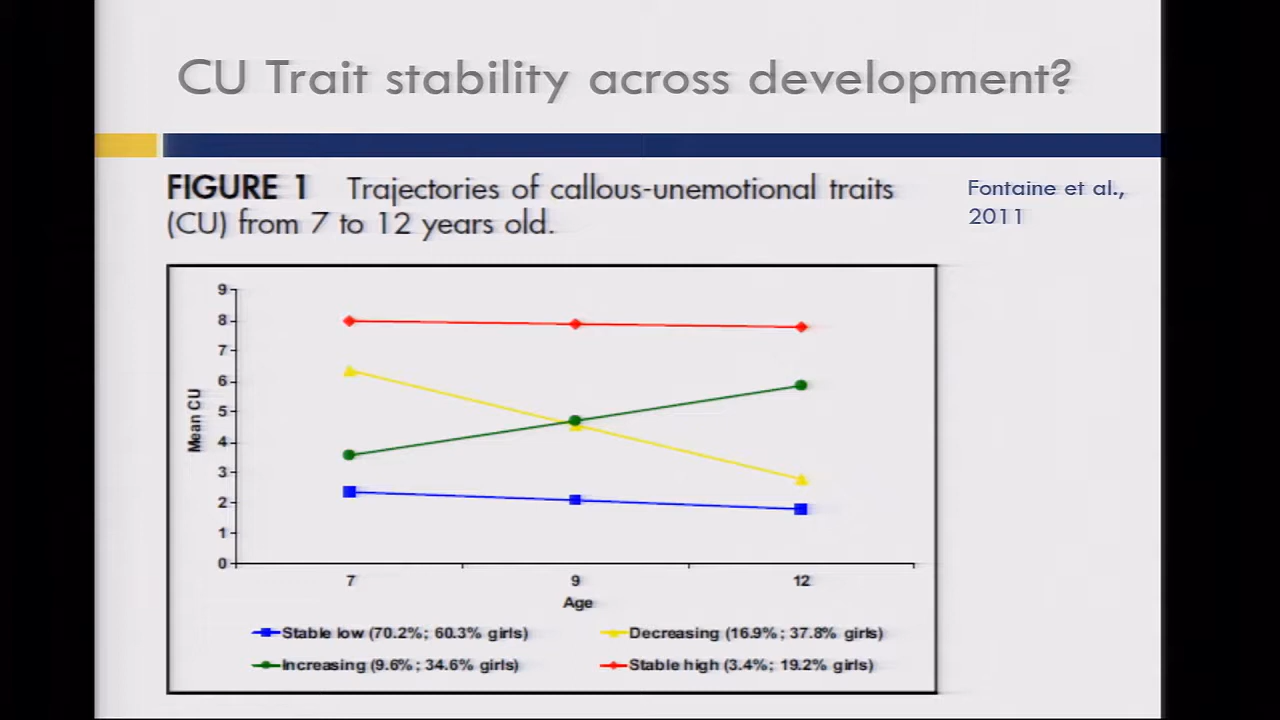 CU Trait stability across development?
FIGURE 1 Trajectories of callous-unemotional traits
(CU) from 7 to 12 years old.
Fontaine et al.,
2011
9
8
7
6
5
4
3
2
1
0
Mean CU
7 9 12
Age
Stable low (70.2%; 60.3% girls) Decreasing (16.9%; 37.8% girls)
Increasing (9.6%; 34.6% girls) Stable high (3.4%; 19.2% girls)